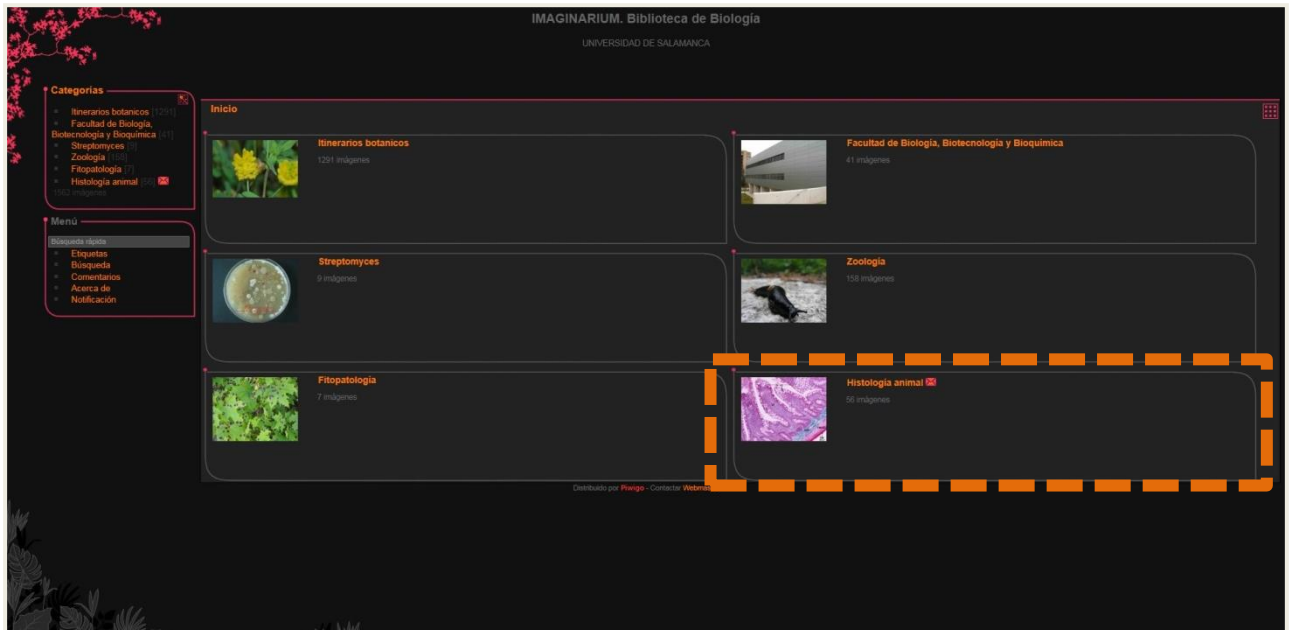 IMAGINARIUM. Biblioteca de Biología
UNIVERSIDAD DE SALAMANCA
Categorías
Itinerarios botanicos [1291]
Facultad de Biología,
Biotecnología y Bioquímica [41]
Streptomyces [9]
Zoología [158]
Fitopatología [7]
Histología animal [56]
1562 imágenes
Menú
Búsqueda rápida
Etiquetas
Búsqueda
Comentarios
Acerca de
Notificación
Inicio
Itinerarios botanicos
1291 imágenes
Facultad de Biología, Biotecnología y Bioquímica
41 imágenes
Streptomyces
9 imágenes
Zoología
158 imágenes
Fitopatología
7 imágenes
Histología animal
56 imágenes
Distribuido por Piwigo - Contactar